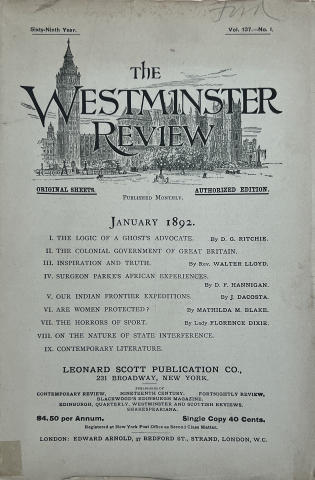 Ford
Sixty-Ninth Year. Vol. 137.—No. 1.
THE
WESTMINSTER
REVIEW
ORIGINAL SHEETS. AUTHORIZED EDITION.
Published Monthly.
January 1892.
I. THE LOGIC OF A GHOST'S ADVOCATE. By D. G. RITCHIE.
II. THE COLONIAL GOVERNMENT OF GREAT BRITAIN.
III. INSPIRATION AND TRUTH. By Rev. WALTER LLOYD.
IV. SURGEON PARKE'S AFRICAN EXPERIENCES.
By D. F. HANNIGAN.
V. OUR INDIAN FRONTIER EXPEDITIONS. By J. DACOSTA.
VI. ARE WOMEN PROTECTED? By MATHILDA M. BLAKE.
VII. THE HORRORS OF SPORT. By Lady FLORENCE DIXIE.
VIII. ON THE NATURE OF STATE INTERFERENCE.
IX. CONTEMPORARY LITERATURE.
LEONARD SCOTT PUBLICATION CO.,
231 BROADWAY, NEW YORK.
PUBLISHERS OF
CONTEMPORARY REVIEW, NINETEENTH CENTURY, FORTNIGHTLY REVIEW,
BLACKWOOD'S EDINBURGH MAGAZINE,
EDINBURGH, QUARTERLY, WESTMINSTER AND SCOTTISH REVIEWS,
SHAKESPEARIANA.
$4.50 per Annum. Single Copy 40 Cents.
Registered at New York Post Office as Second Class Matter.
LONDON: EDWARD ARNOLD, 37 BEDFORD ST., STRAND, LONDON, W.C.